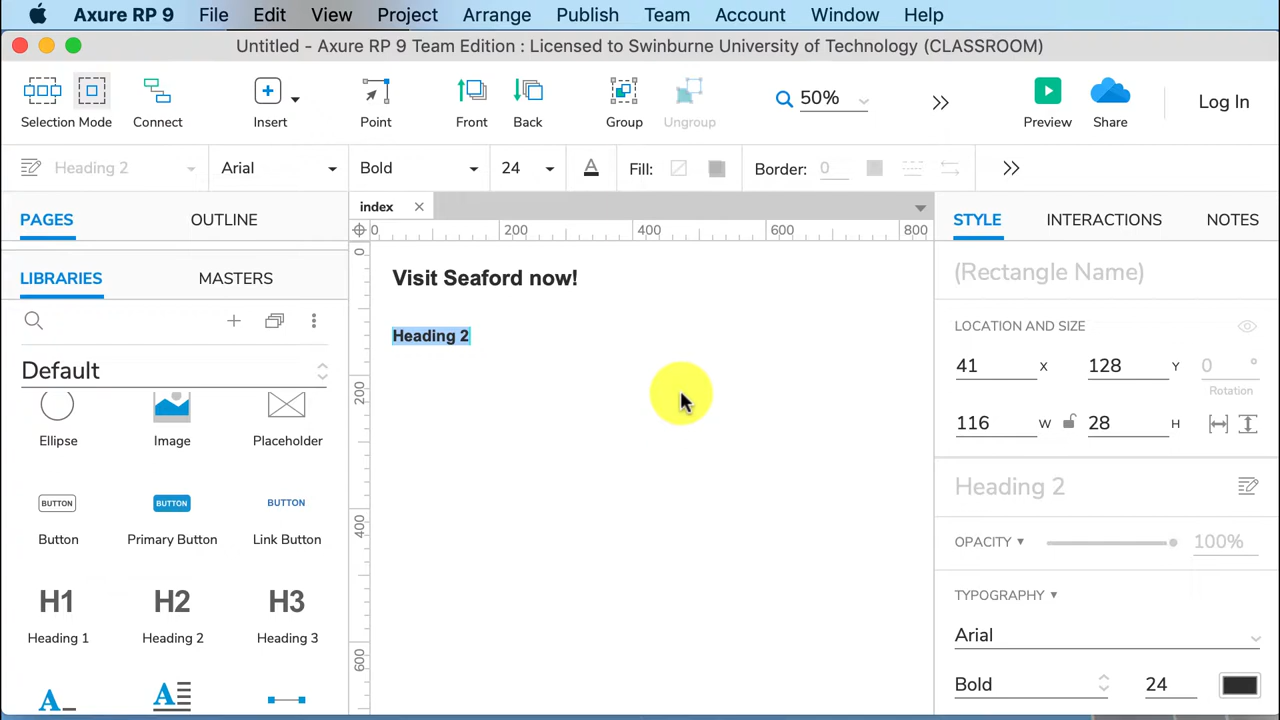 Axure RP 9 File Edit View Project Arrange Publish Team Account Window Help
Untitled - Axure RP 9 Team Edition : Licensed to Swinburne University of Technology (CLASSROOM)
50%
Log In
Selection Mode Connect Insert Point Front Back Group Ungroup Preview Share
Heading 2 Arial Bold 24 A Fill: Border: 0
PAGES OUTLINE
index
STYLE INTERACTIONS NOTES
0 200 400 600 800
0
200
400
600
LIBRARIES MASTERS
Default
Ellipse Image Placeholder
BUTTON BUTTON BUTTON
Button Primary Button Link Button
H1 H2 H3
Heading 1 Heading 2 Heading 3
A A
Visit Seaford now!
Heading 2
(Rectangle Name)
LOCATION AND SIZE
41 X 128 Y 0 °
Rotation
116 W 28 H
Heading 2
OPACITY 100%
TYPOGRAPHY
Arial
Bold 24